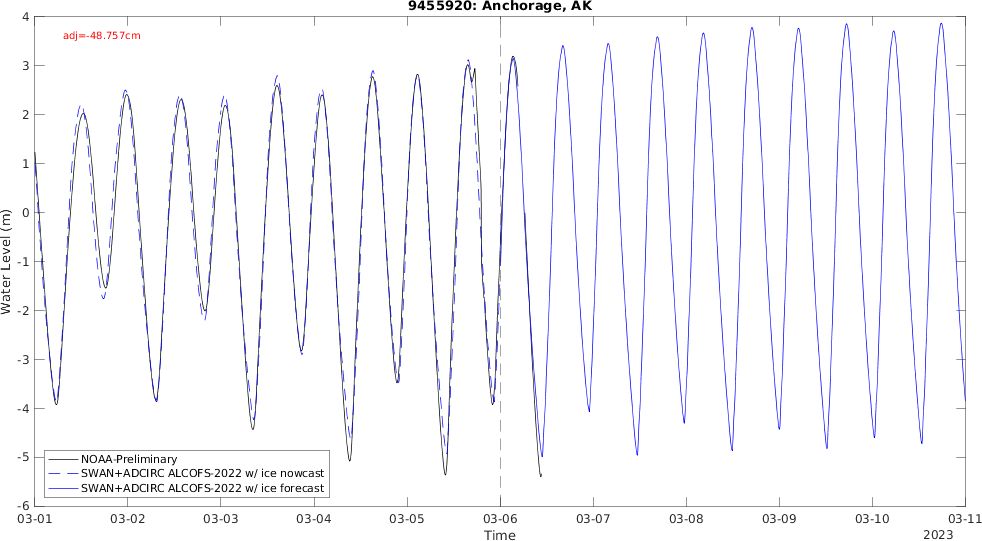 9455920: Anchorage, AK
adj=-48.757cm
4
3
2
1
0
-1
-2
-3
-4
-5
-6
Water Level (m)
NOAA-Preliminary
SWAN+ADCIRC ALCOFS-2022 w/ ice nowcast
SWAN+ADCIRC ALCOFS-2022 w/ ice forecast
03-01 03-02 03-03 03-04 03-05 03-06 03-07 03-08 03-09 03-10 03-11
Time
2023